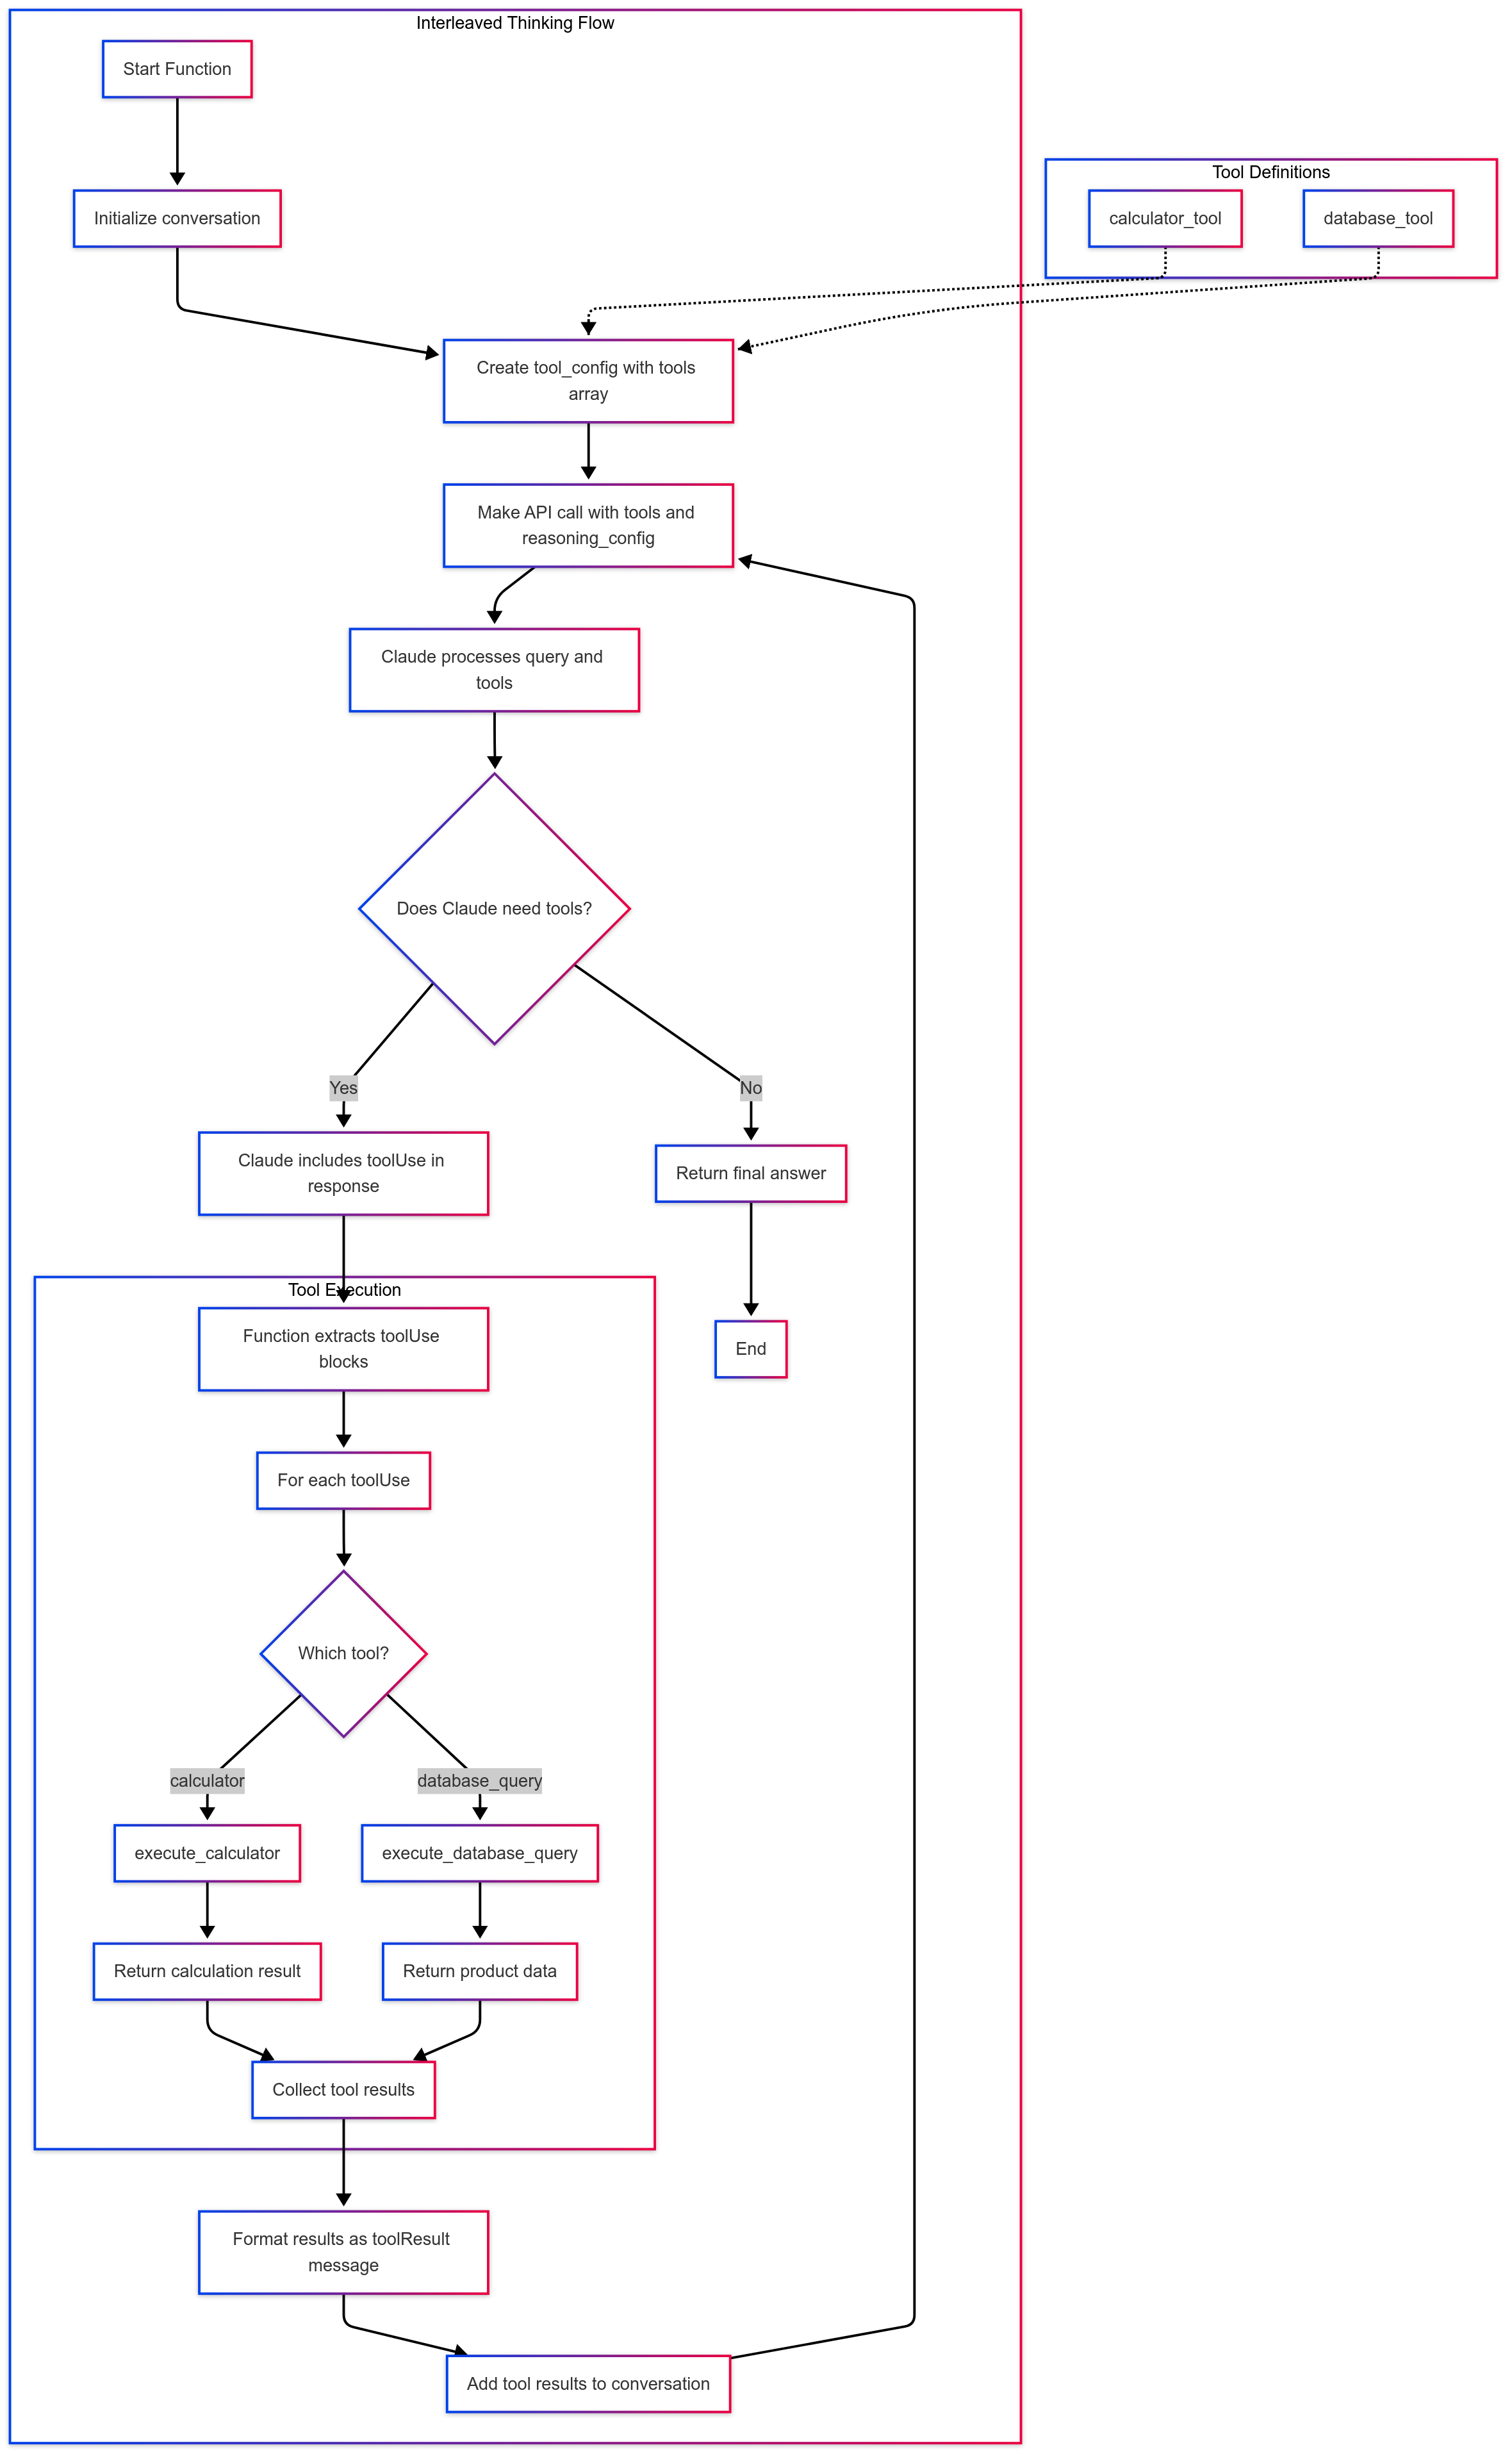 Interleaved Thinking Flow
Start Function
Tool Definitions
Initialize conversation
calculator_tool
database_tool
Create tool_config with tools
array
Make API call with tools and
reasoning_config
Claude processes query and
tools
Does Claude need tools?
Yes
No
Claude includes toolUse in
response
Return final answer
Tool Execution
Function extracts toolUse
blocks
End
For each toolUse
Which tool?
calculator
database_query
execute_calculator
execute_database_query
Return calculation result
Return product data
Collect tool results
Format results as toolResult
message
Add tool results to conversation